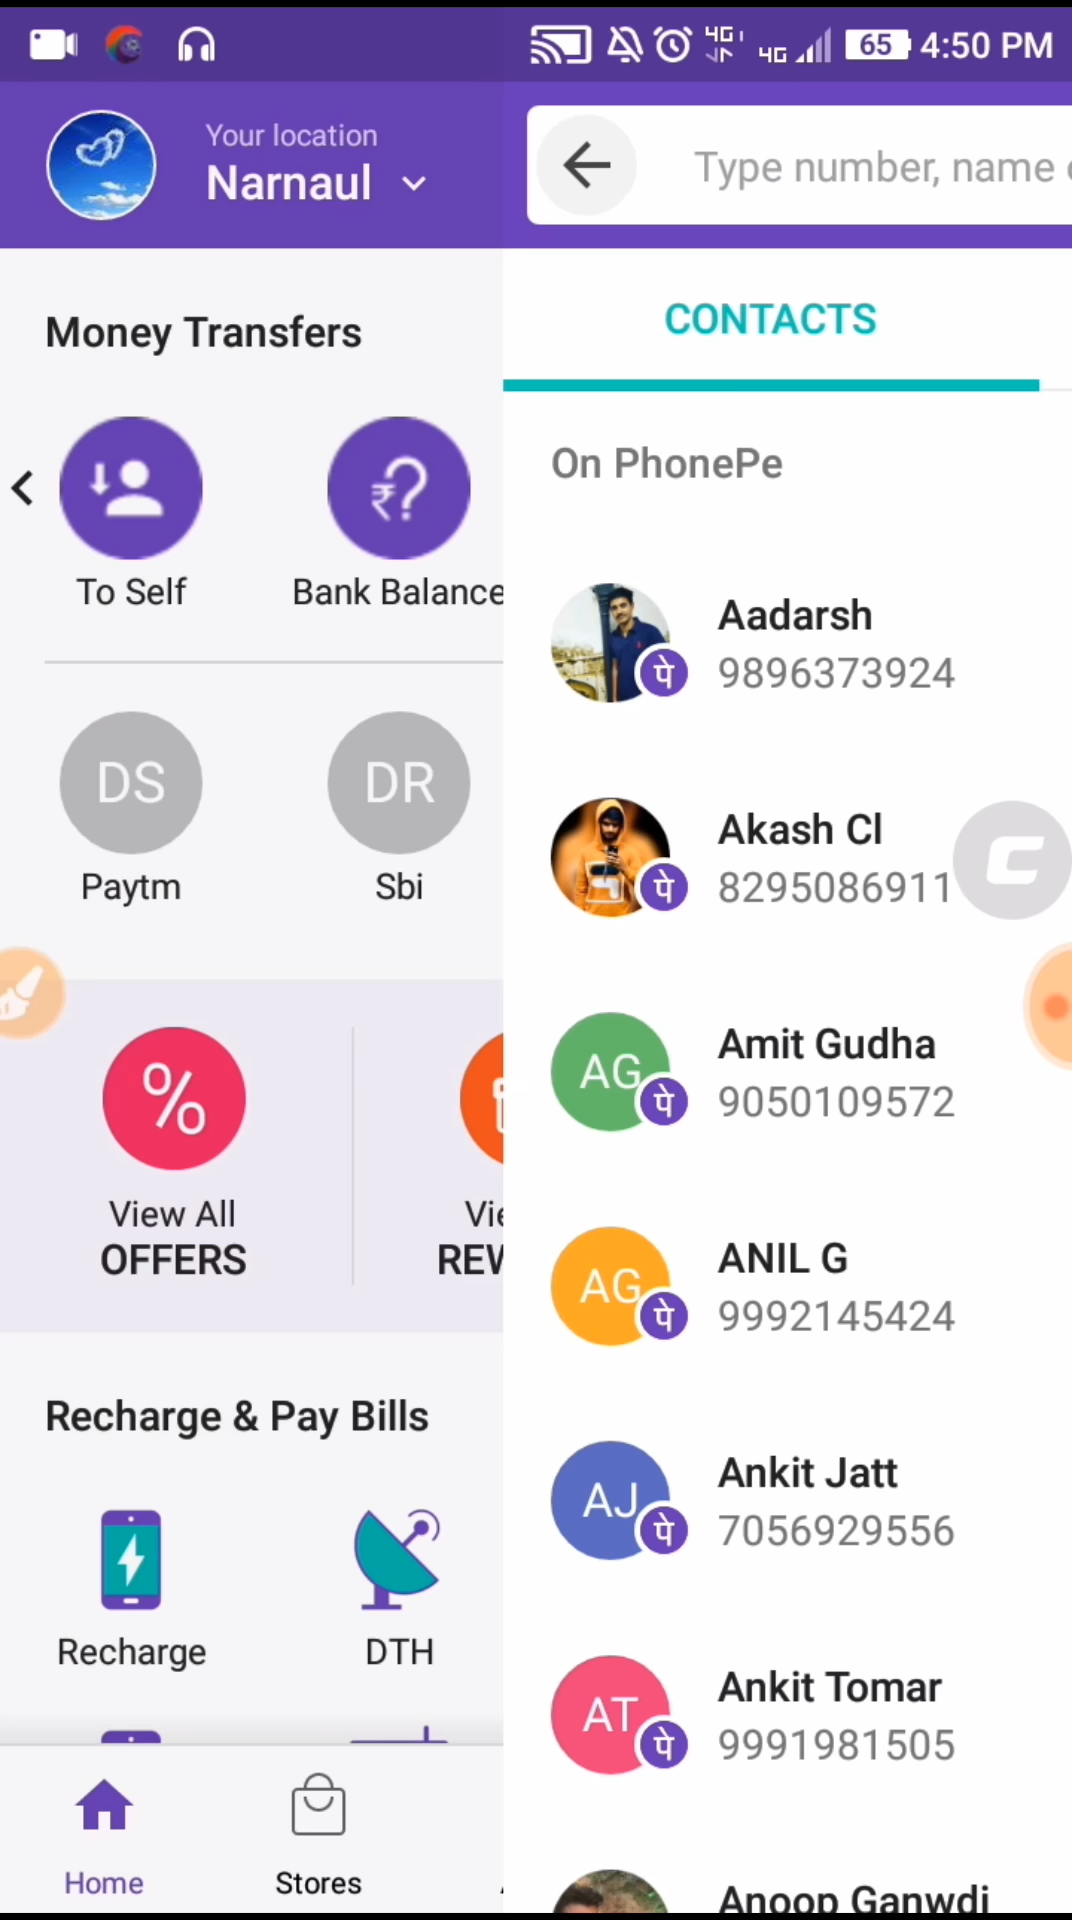 4G
4G
65
4:50 PM
Your location
Narnaul
Type number, name
Money Transfers
To Self
Bank Balance
DS
Paytm
DR
Sbi
%
View All
OFFERS
Recharge & Pay Bills
Recharge
DTH
Home
Stores
CONTACTS
On PhonePe
पे
Aadarsh
9896373924
पे
Akash Cl
8295086911
AG
पे
Amit Gudha
9050109572
AG
पे
ANIL G
9992145424
AJ
पे
Ankit Jatt
7056929556
AT
पे
Ankit Tomar
9991981505
Anoop Ganwdi